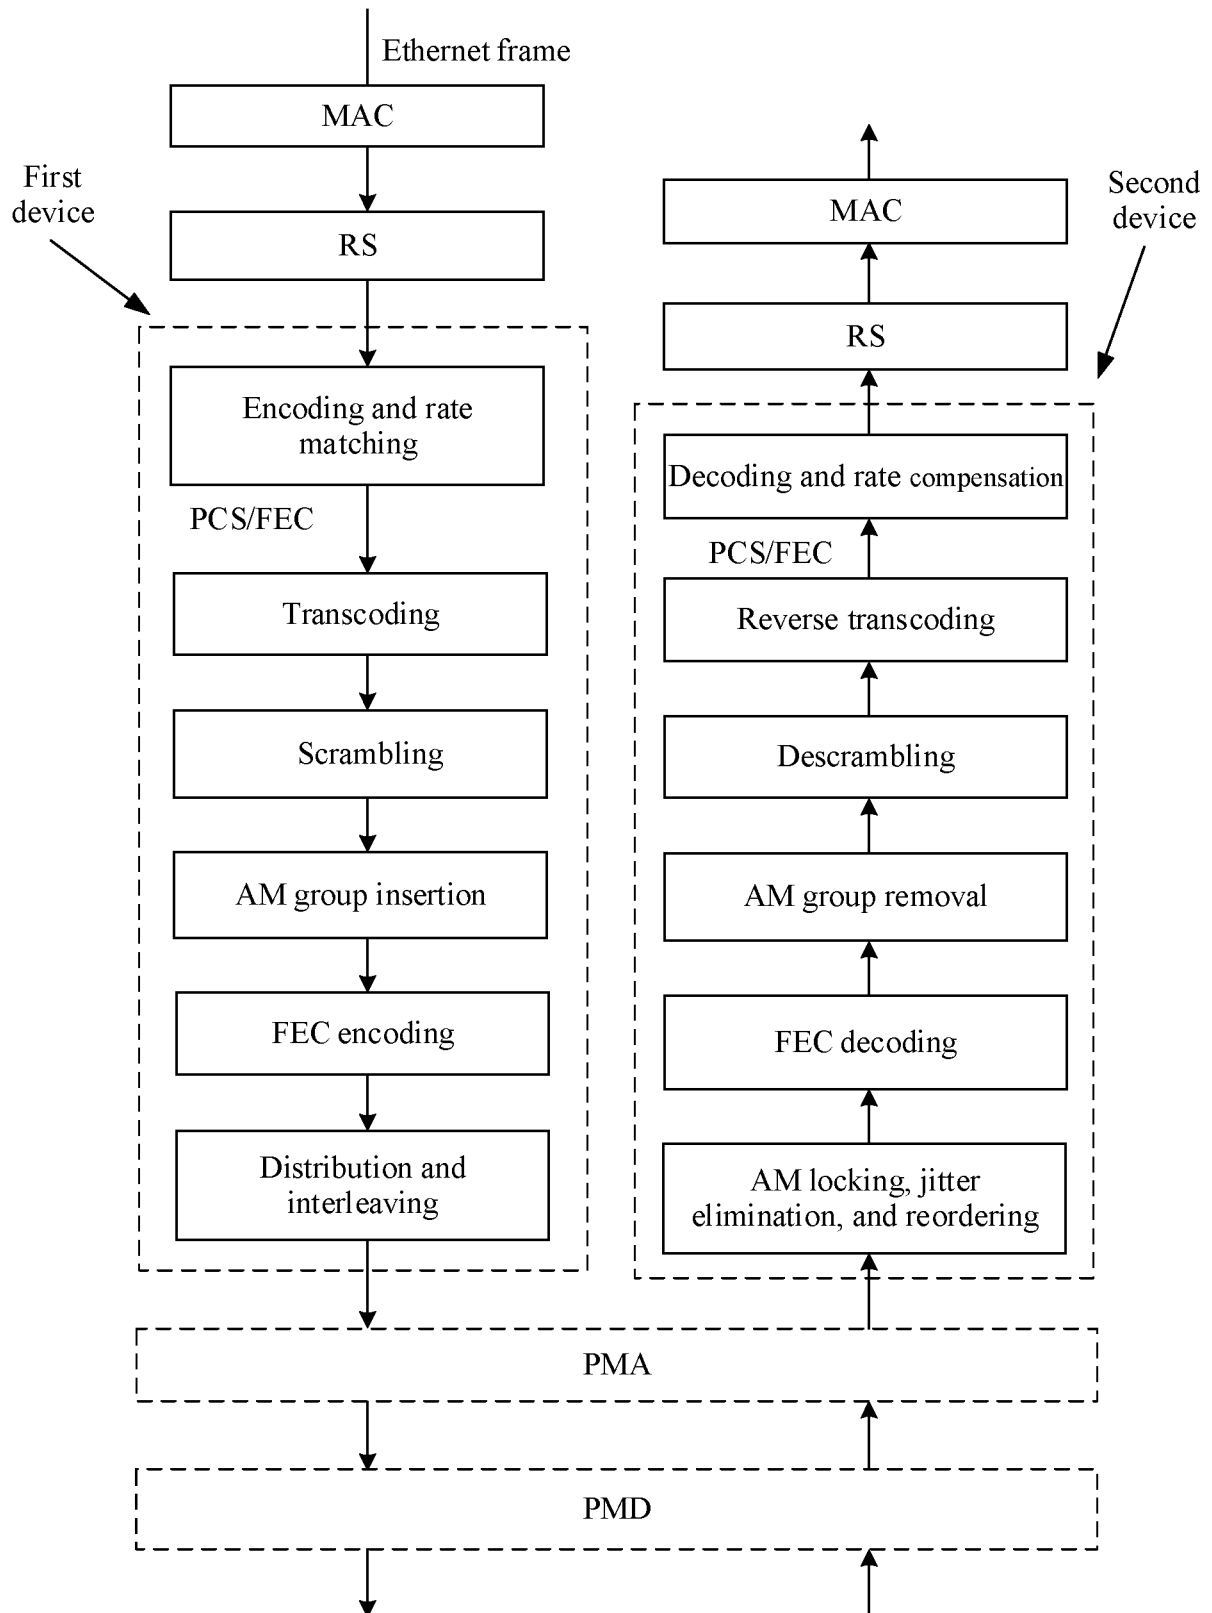 Ethernet frame
MAC
First
device
RS
Encoding and rate
matching
PCS/FEC
Transcoding
Scrambling
AM group insertion
FEC encoding
Distribution and
interleaving
Second
device
MAC
RS
Decoding and rate compensation
PCS/FEC
Reverse transcoding
Descrambling
AM group removal
FEC decoding
AM locking, jitter
elimination, and reordering
PMA
PMD